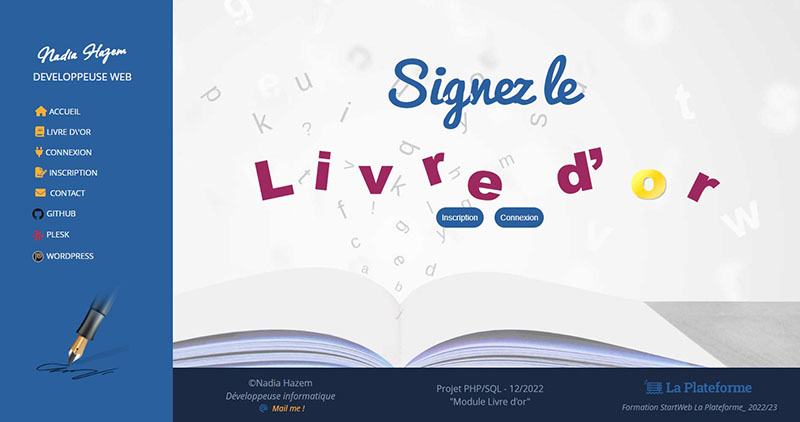 Nadia Hazem
DEVELOPPEUSE WEB
ACCUEIL
LIVRE D\'OR
CONNEXION
INSCRIPTION
CONTACT
GITHUB
PLESK
WORDPRESS
Signez le
Livre d'or
Inscription Connexion
©Nadia Hazem
Développeuse informatique
@ Mail me !
Projet PHP/SQL - 12/2022
"Module Livre d'or"
La Plateforme
Formation StartWeb La Plateforme_ 2022/23